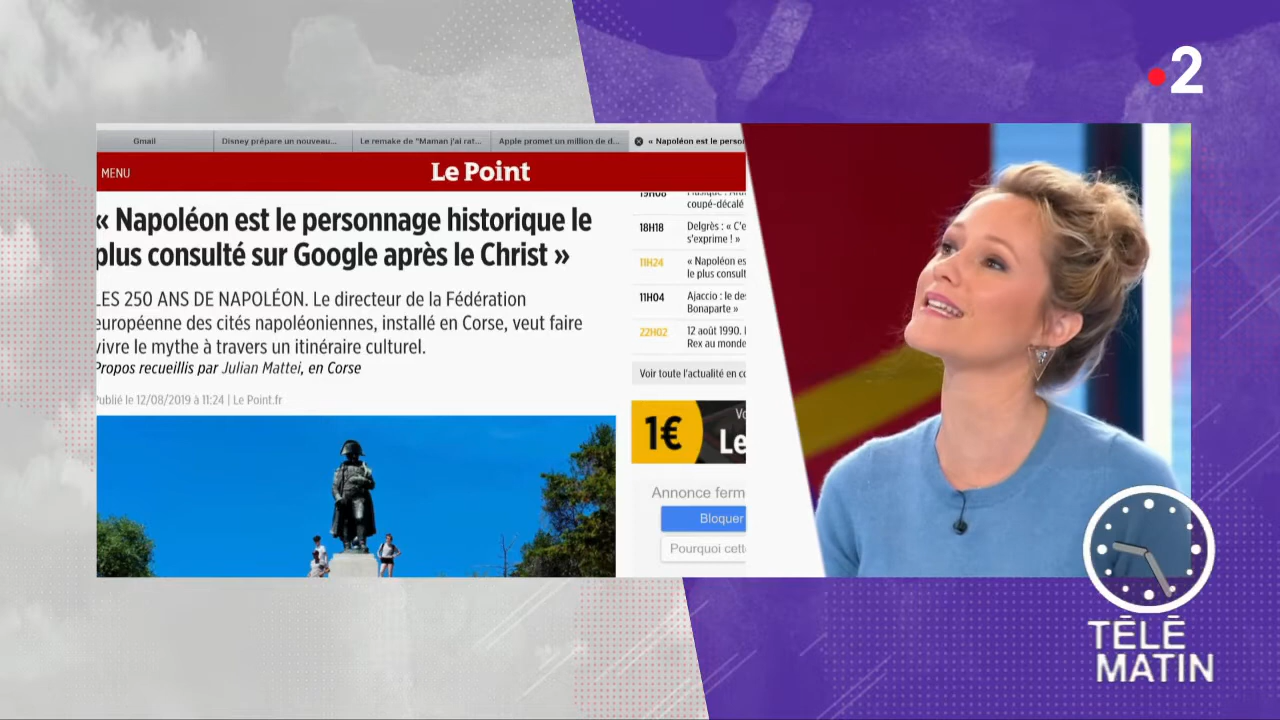 2
Gmail
Disney prépare un nouveau...
Le remake de "Maman j'ai rat...
Apple promet un million de d...
« Napoléon est le person
MENU
Le Point
« Napoléon est le personnage historique le
plus consulté sur Google après le Christ »
LES 250 ANS DE NAPOLÉON. Le directeur de la Fédération
européenne des cités napoléoniennes, installé en Corse, veut faire
vivre le mythe à travers un itinéraire culturel.
Propos recueillis par Julian Mattei, en Corse
Publié le 12/08/2019 à 11:24 | Le Point.fr
19H08
coupé-décalé
18H18 Delgrès : « C'e
s'exprime ! »
11H24 « Napoléon es
le plus consult
11H04 Ajaccio : le de
Bonaparte »
22H02 12 août 1990.
Rex au monde
Voir toute l'actualité en co
1€
Vo
Le
Annonce ferm
Bloquer
Pourquoi cett
TÉLÉ
MATIN